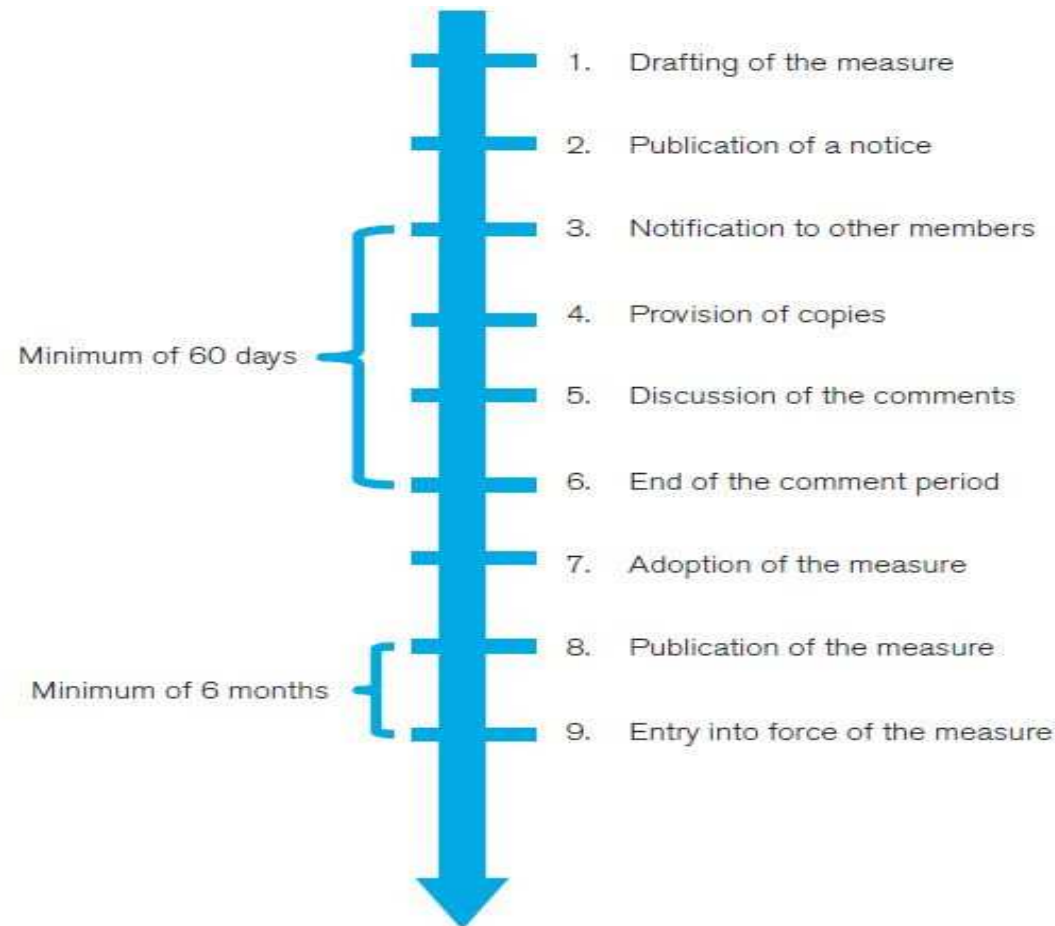 1. Drafting of the measure
2. Publication of a notice
3. Notification to other members
4. Provision of copies
Minimum of 60 days
5. Discussion of the comments
6. End of the comment period
7. Adoption of the measure
8. Publication of the measure
Minimum of 6 months
9. Entry into force of the measure